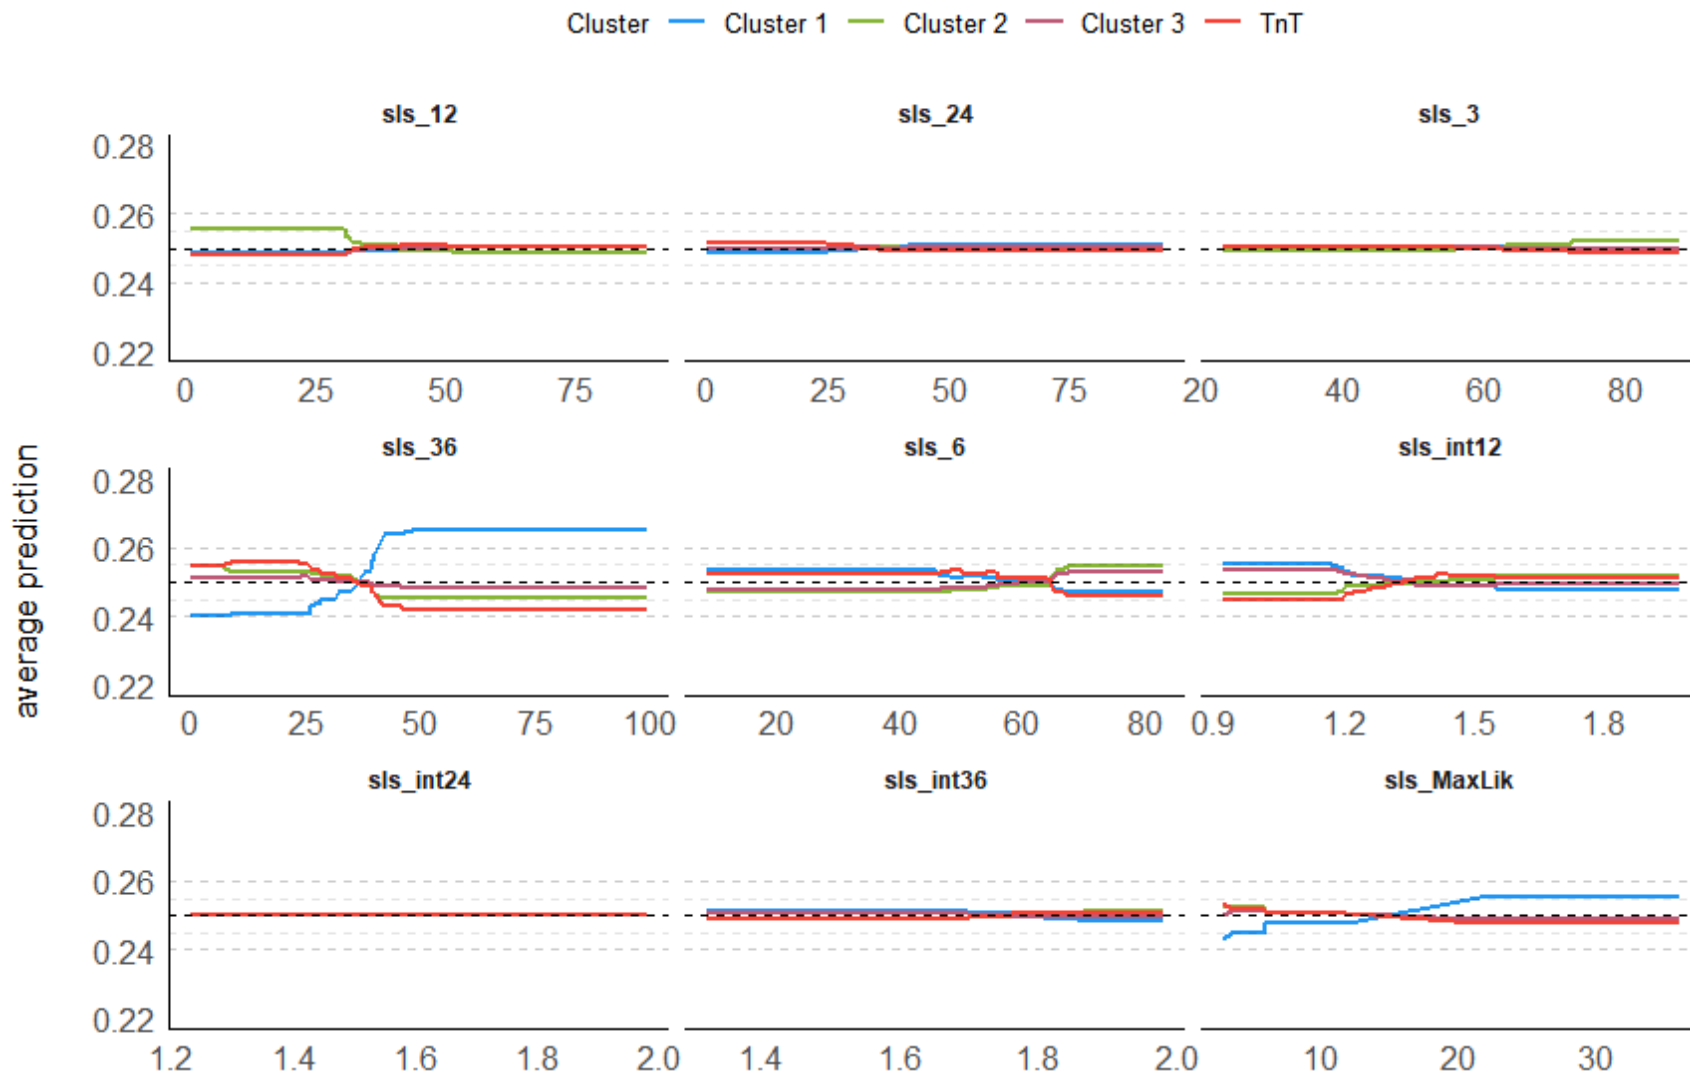 Cluster Cluster 1 Cluster 2 Cluster 3 TnT
sls_12 sls_24 sls_3
0.28
0.26
0.24
0.22
0 25 50 75 0 25 50 75 20 40 60 80
sls_36 sls_6 sls_int12
average prediction
0.28
0.26
0.24
0.22
0 25 50 75 100 20 40 60 80 0.9 1.2 1.5 1.8
sls_int24 sls_int36 sls_MaxLik
0.28
0.26
0.24
0.22
1.2 1.4 1.6 1.8 2.0 1.4 1.6 1.8 2.0 10 20 30